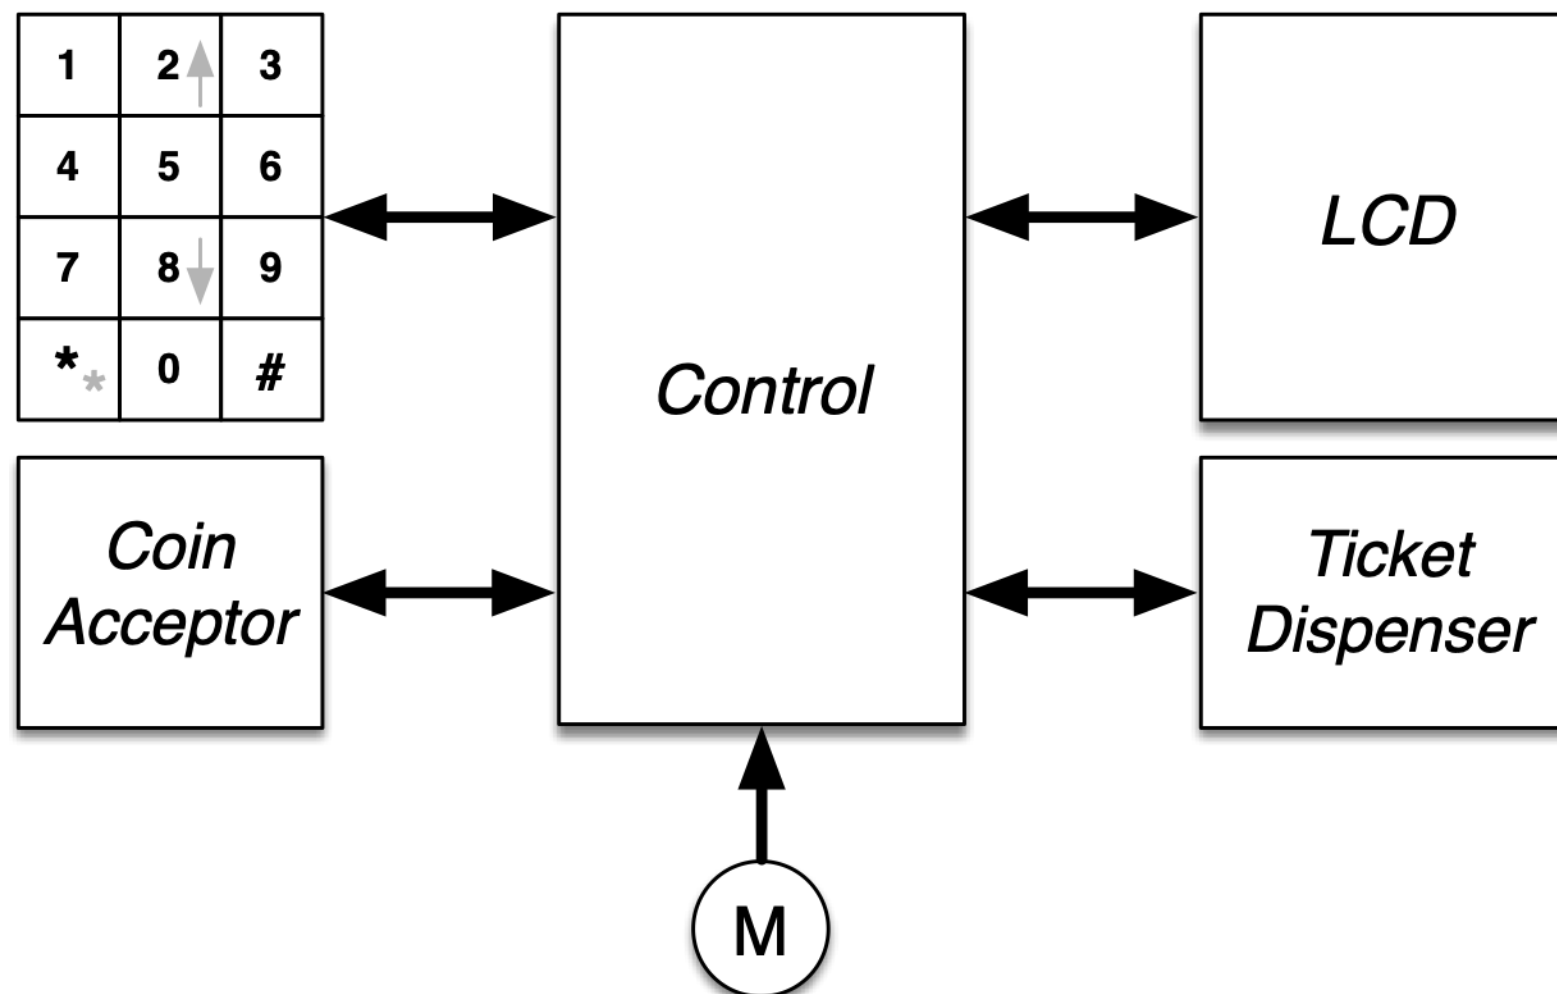 1 2 3
4 5 6
7 8 9
* * 0 #
Control
LCD
Coin
Acceptor
Ticket
Dispenser
M